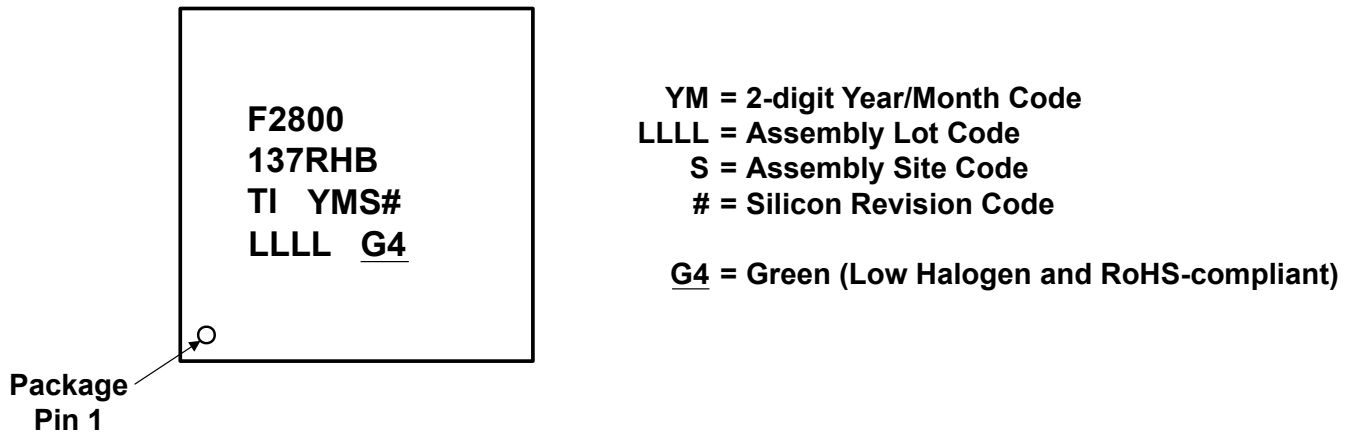 F2800
137RHB
TI YMS#
LLLL G4
Package
Pin 1
YM = 2-digit Year/Month Code
LLLL = Assembly Lot Code
S = Assembly Site Code
# = Silicon Revision Code
G4 = Green (Low Halogen and RoHS-compliant)